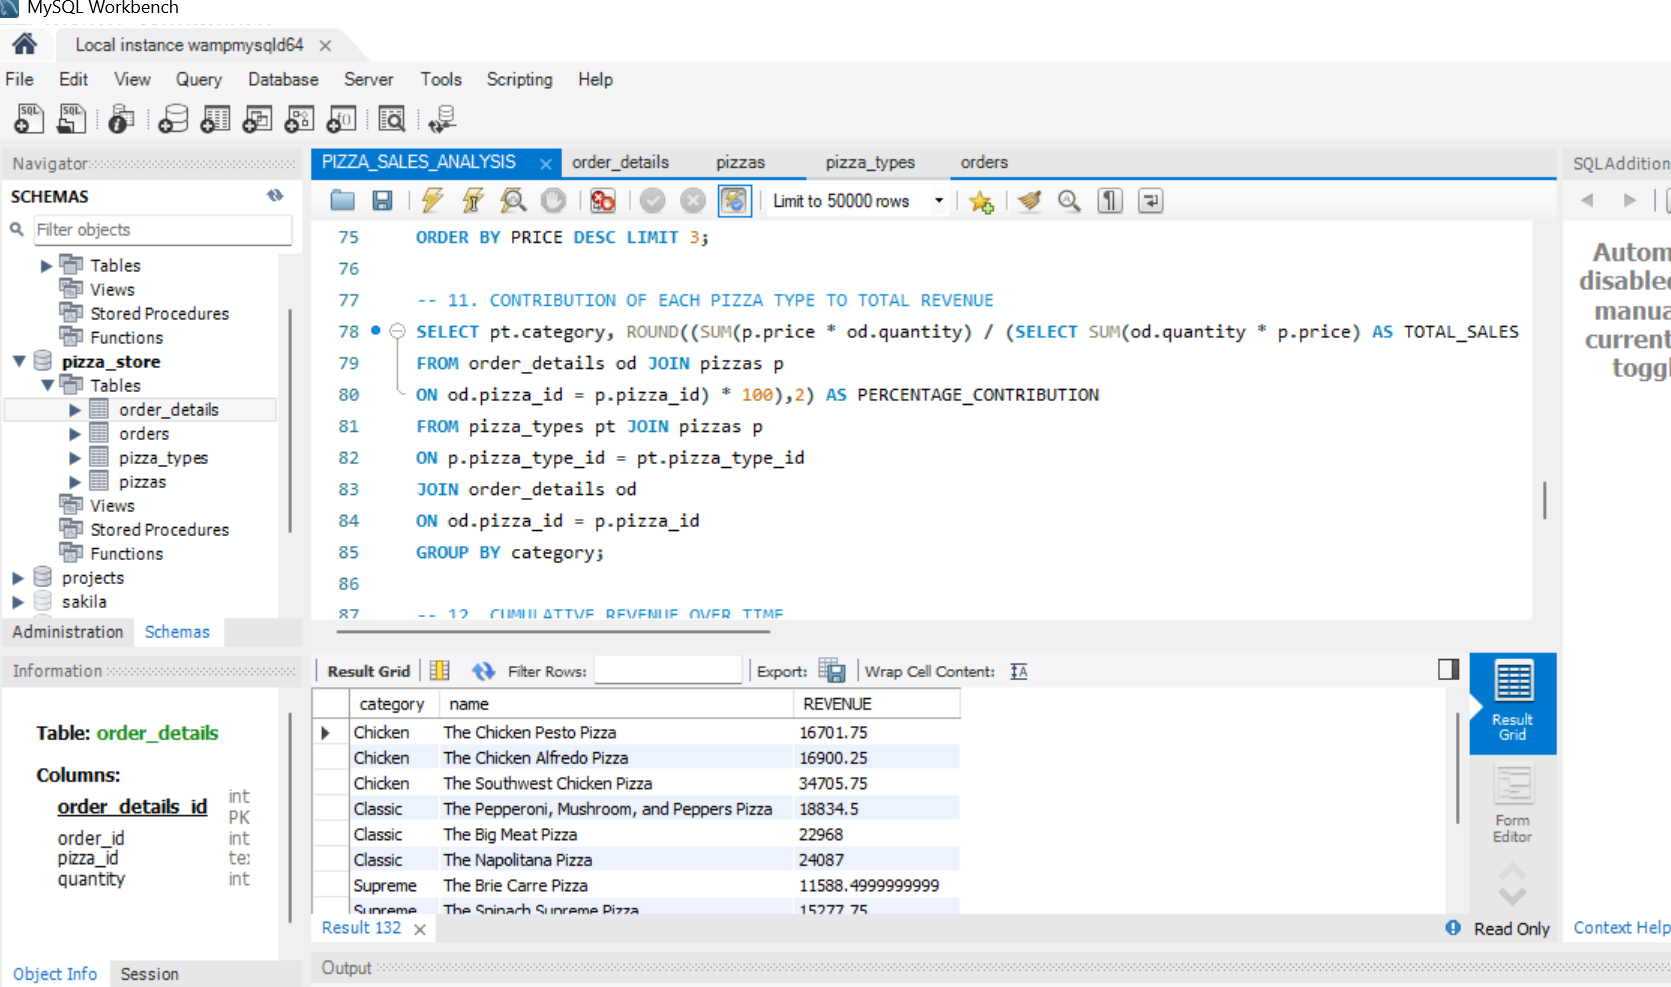 MySQL Workbench
Local instance wampmysqld64
File Edit View Query Database Server Tools Scripting Help
Navigator
SCHEMAS
Filter objects
Tables
Views
Stored Procedures
Functions
pizza_store
Tables
order_details
orders
pizza_types
pizzas
Views
Stored Procedures
Functions
projects
sakila
Administration Schemas
Information
Table: order_details
Columns:
order_details_id int
PK
order_id int
pizza_id te
quantity int
Object Info Session
PIZZA_SALES_ANALYSIS order_details pizzas pizza_types orders
Limit to 50000 rows
75 ORDER BY PRICE DESC LIMIT 3;
76
77 -- 11. CONTRIBUTION OF EACH PIZZA TYPE TO TOTAL REVENUE
78 SELECT pt.category, ROUND((SUM(p.price * od.quantity) / (SELECT SUM(od.quantity * p.price) AS TOTAL_SALES
79 FROM order_details od JOIN pizzas p
80 ON od.pizza_id = p.pizza_id) * 100),2) AS PERCENTAGE_CONTRIBUTION
81 FROM pizza_types pt JOIN pizzas p
82 ON p.pizza_type_id = pt.pizza_type_id
83 JOIN order_details od
84 ON od.pizza_id = p.pizza_id
85 GROUP BY category;
86
87 -- 12. CUMULATIVE REVENUE OVER TIME
Result Grid Filter Rows: Export: Wrap Cell Content:
category name REVENUE
Chicken The Chicken Pesto Pizza 16701.75
Chicken The Chicken Alfredo Pizza 16900.25
Chicken The Southwest Chicken Pizza 34705.75
Classic The Pepperoni, Mushroom, and Peppers Pizza 18834.5
Classic The Big Meat Pizza 22968
Classic The Napolitana Pizza 24087
Supreme The Brie Carre Pizza 11588.4999999999
Supreme The Spinach Supreme Pizza 15277.75
Result 132
Read Only
Output
Result
Grid
Form
Editor
SQLAddition
Autom
disabled
manua
current
toggl
Context Help